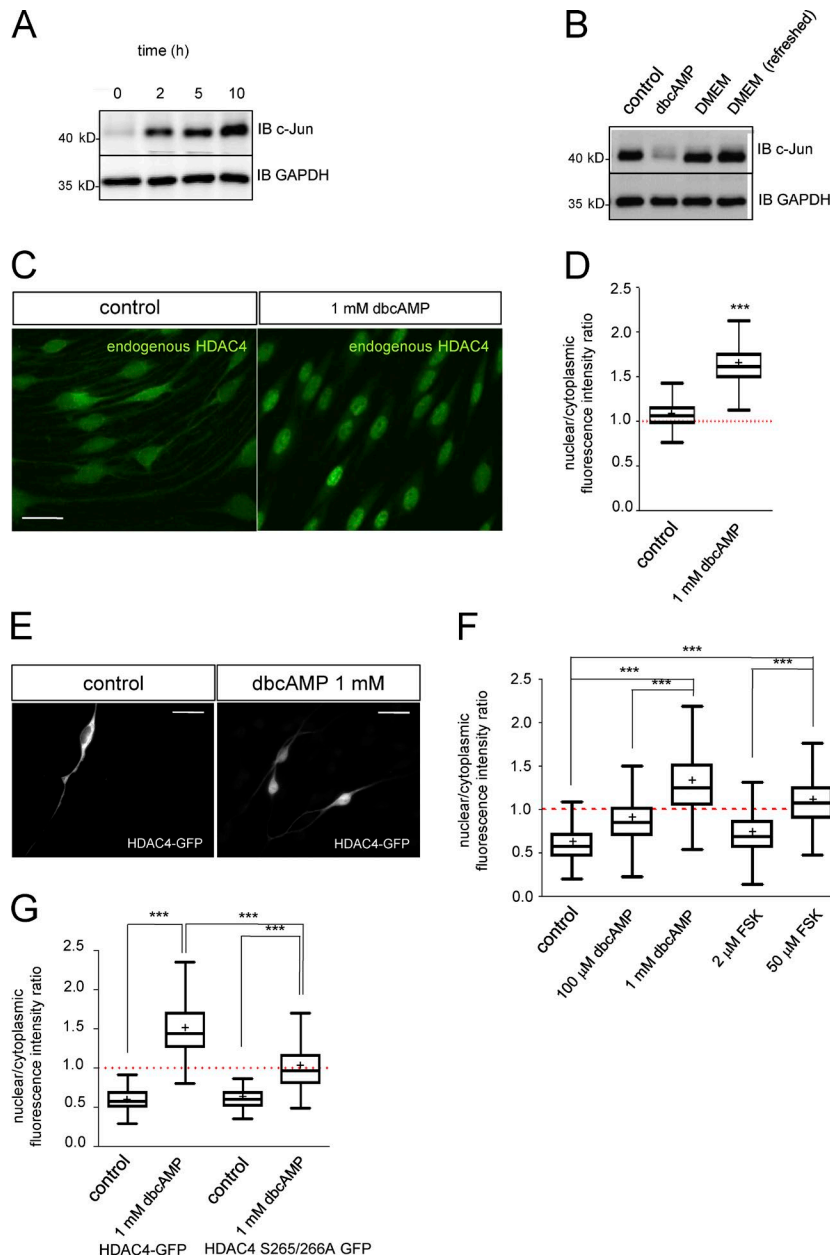 A
time (h)
0 2 5 10
40 kD
IB c-Jun
35 kD
IB GAPDH
B
control
dbcAMP
DMEM
DMEM (refreshed)
40 kD
IB c-Jun
35 kD
IB GAPDH
C
control
1 mM dbcAMP
endogenous HDAC4
endogenous HDAC4
D
nuclear/cytoplasmic
fluorescence intensity ratio
2.5
2.0
1.5
1.0
0.5
0.0
***
control
1 mM dbcAMP
E
control
dbcAMP 1 mM
HDAC4-GFP
HDAC4-GFP
F
nuclear/cytoplasmic
fluorescence intensity ratio
2.5
2.0
1.5
1.0
0.5
0.0
***
***
***
***
control
100 µM dbcAMP
1 mM dbcAMP
2 µM FSK
50 µM FSK
G
nuclear/cytoplasmic
fluorescence intensity ratio
2.5
2.0
1.5
1.0
0.5
0.0
***
***
***
control
1 mM dbcAMP
control
1 mM dbcAMP
HDAC4-GFP
HDAC4 S265/266A GFP